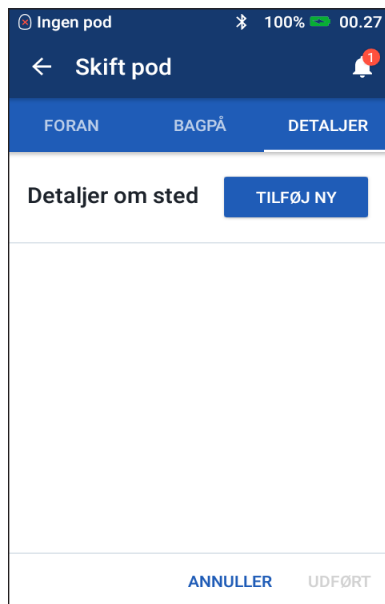 Ingen pod 100% 00.27
Skift pod 1
FORAN BAGPÅ DETALJER
Detaljer om sted TILFØJ NY
ANNULLER UDFØRT